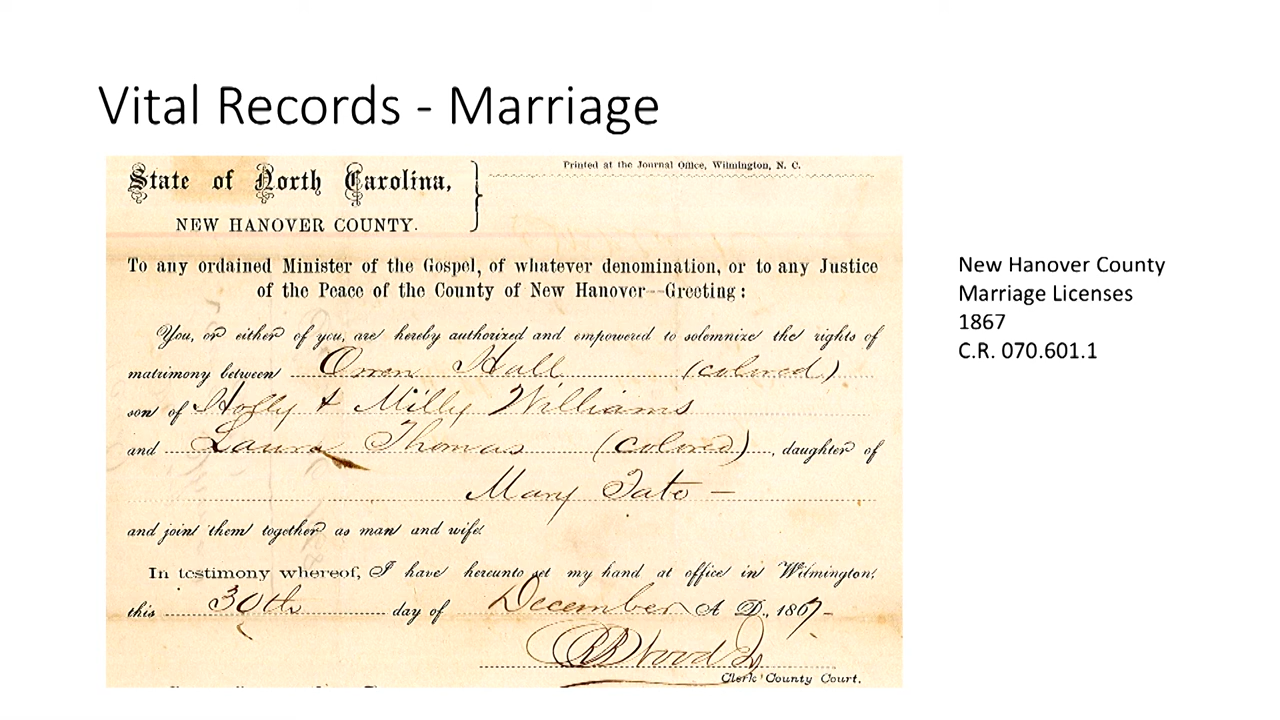 Vital Records - Marriage
State of North Carolina,
NEW HANOVER COUNTY.
Printed at the Journal Office, Wilmington, N. C.
To any ordained Minister of the Gospel, of whatever denomination, or to any Justice
of the Peace of the County of New Hanover—Greeting:
You, or either of you, are hereby authorized and empowered to solemnize the rights of
matrimony between Owen Hall (colored)
son of Holly & Milly Williams
and Laura Thomas (colored), daughter of
Mary Tate —
and join them together as man and wife.
In testimony whereof, I have hereunto set my hand at office in Wilmington,
this 30th day of December A. D., 1867-
Wood
Clerk County Court.
New Hanover County
Marriage Licenses
1867
C.R. 070.601.1